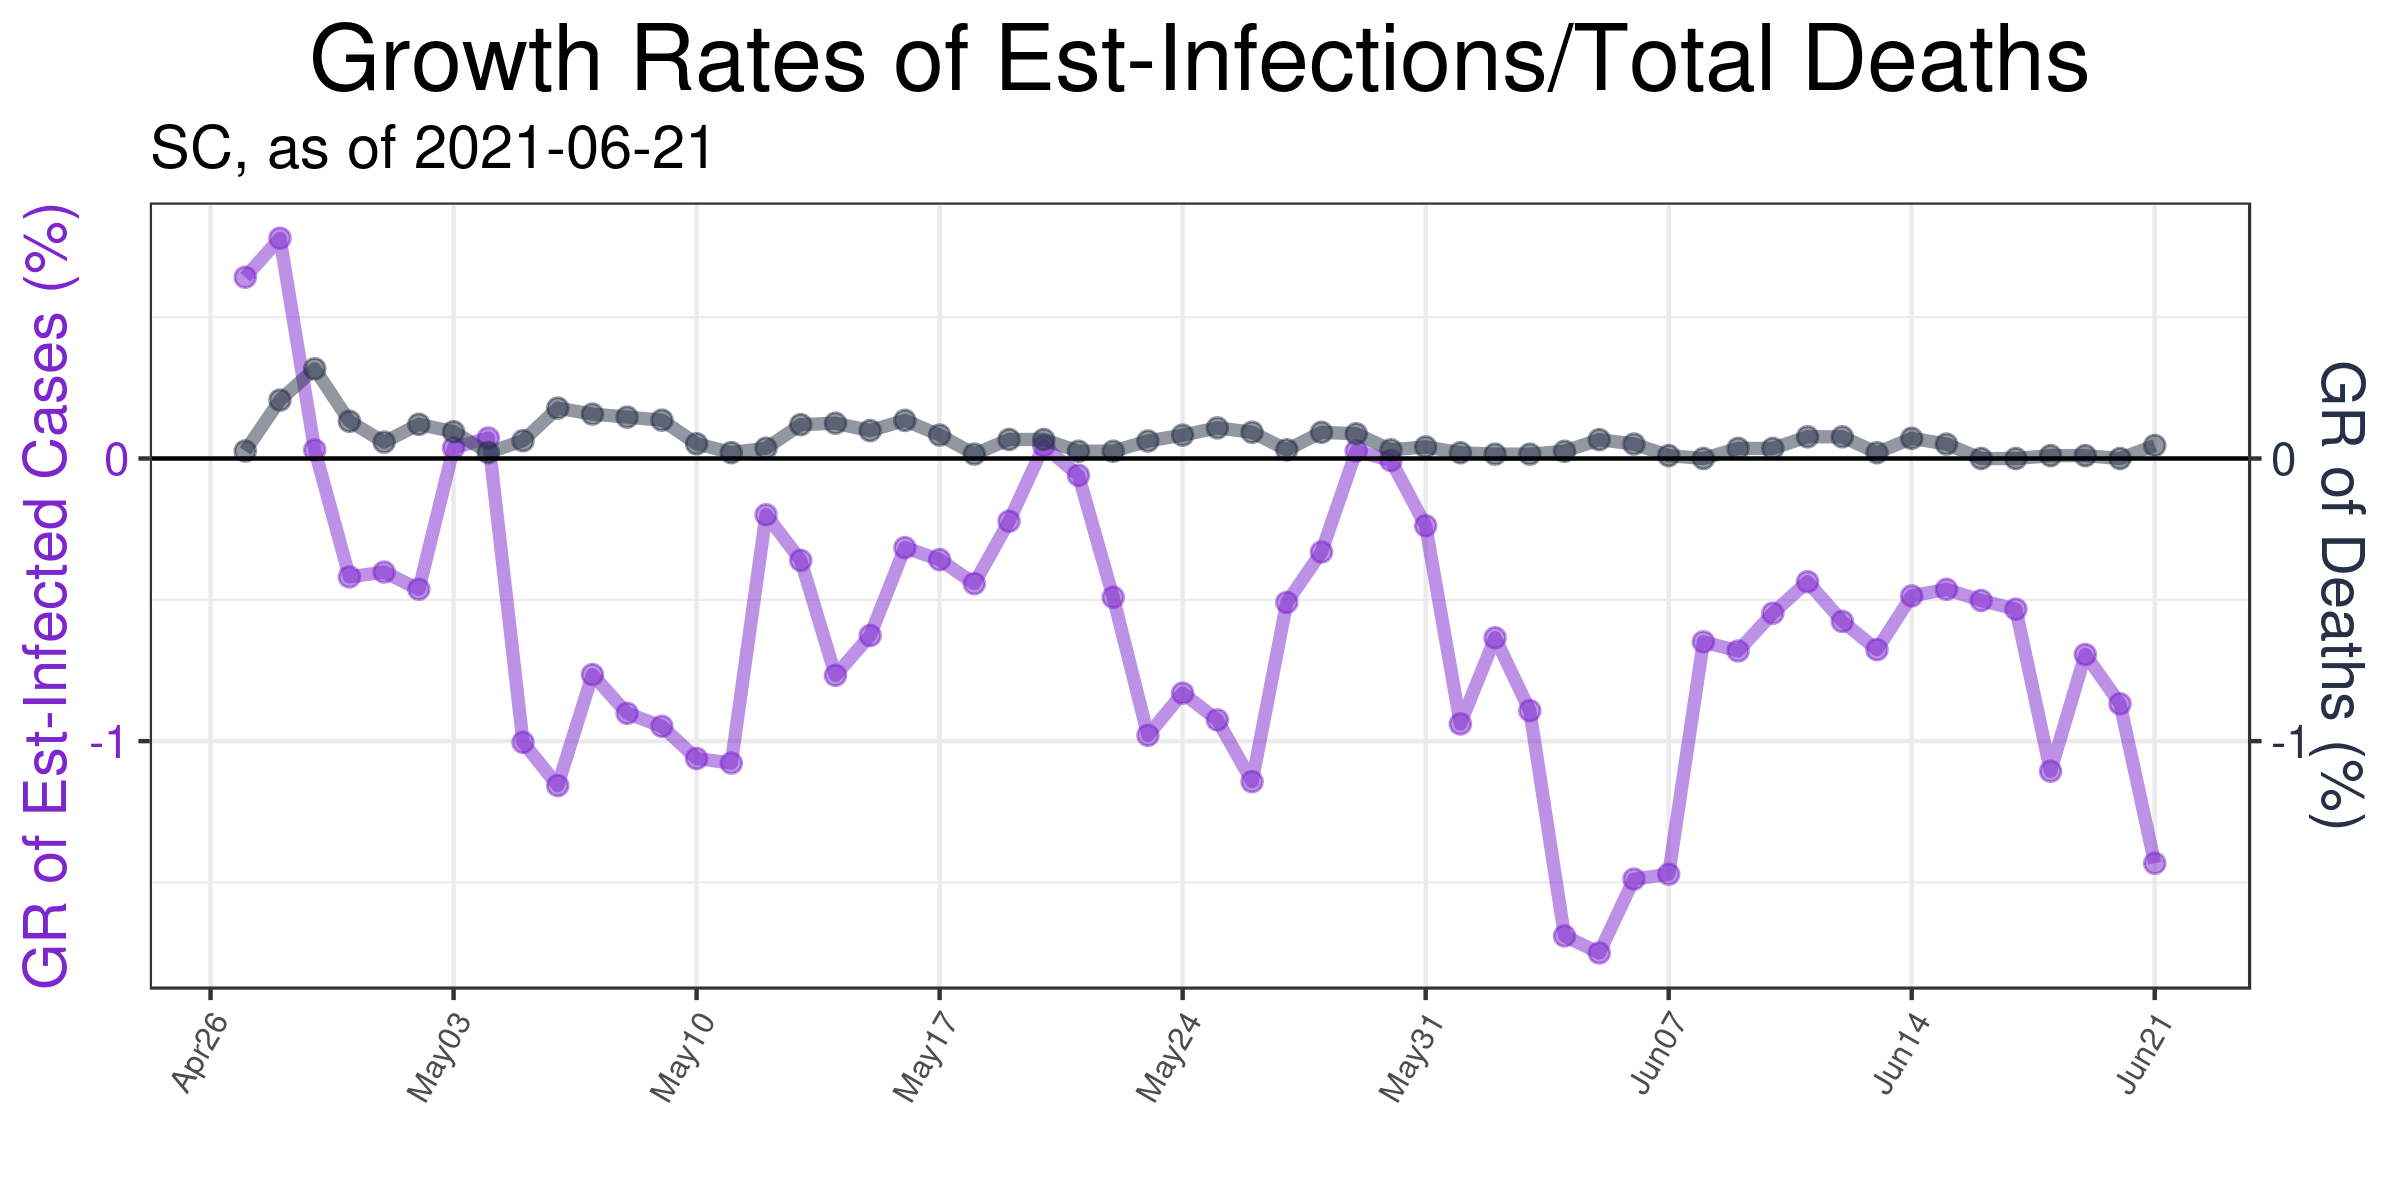 Growth Rates of Est-Infections/Total Deaths
SC, as of 2021-06-21
GR of Est-Infected Cases (%)
0
-1
0
-1
GR of Deaths (%)
Apr26
May03
May10
May17
May24
May31
Jun07
Jun14
Jun21